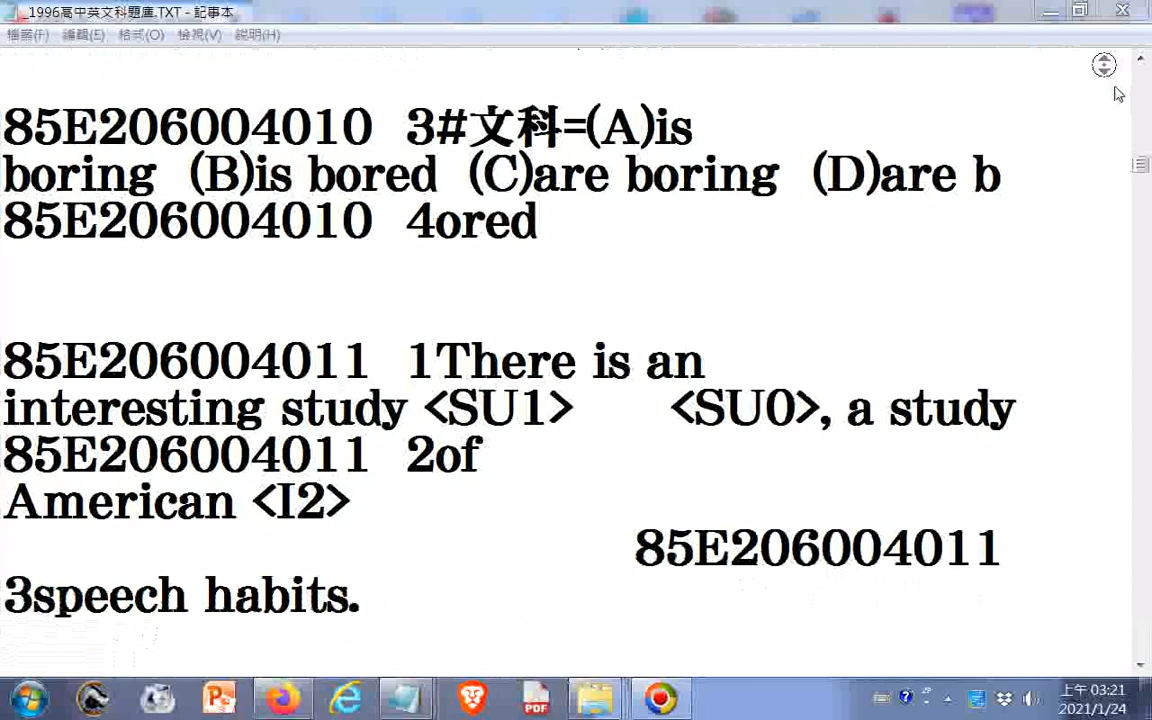 _1996高中英文科題庫.TXT - 記事本
檔案(F) 編輯(E) 格式(O) 檢視(V) 說明(H)
85E206004010 3#文科=(A)is
boring (B)is bored (C)are boring (D)are b
85E206004010 4ored
85E206004011 1There is an
interesting study <SU1> <SU0>, a study
85E206004011 2of
American <I2>
85E206004011
3speech habits.
PDF
上午 03:21
2021/1/24